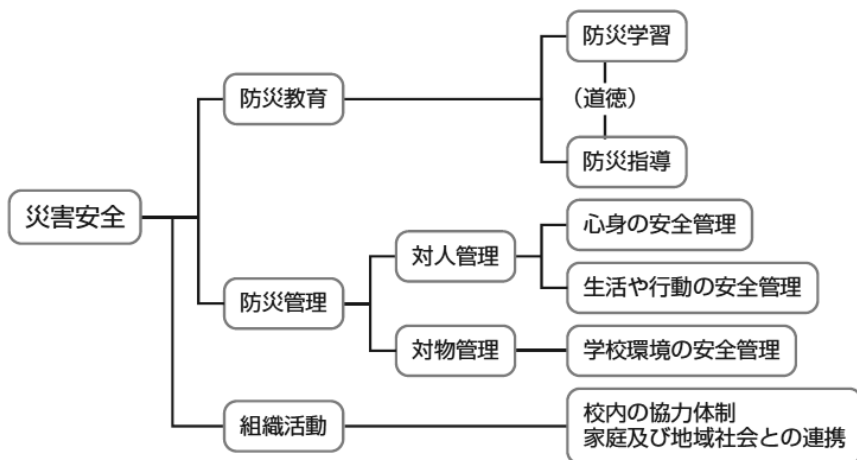 災害安全
防災教育
防災学習
（道徳）
防災指導
防災管理
対人管理
心身の安全管理
生活や行動の安全管理
対物管理
学校環境の安全管理
組織活動
校内の協力体制
家庭及び地域社会との連携